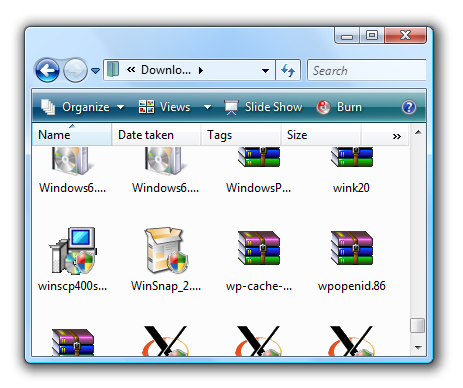 « Downlo...
Search
Organize Views Slide Show Burn
Name Date taken Tags Size »
Windows6.... Windows6.... WindowsP... wink20
winscp400s... WinSnap_2.... wp-cache-... wpopenid.86